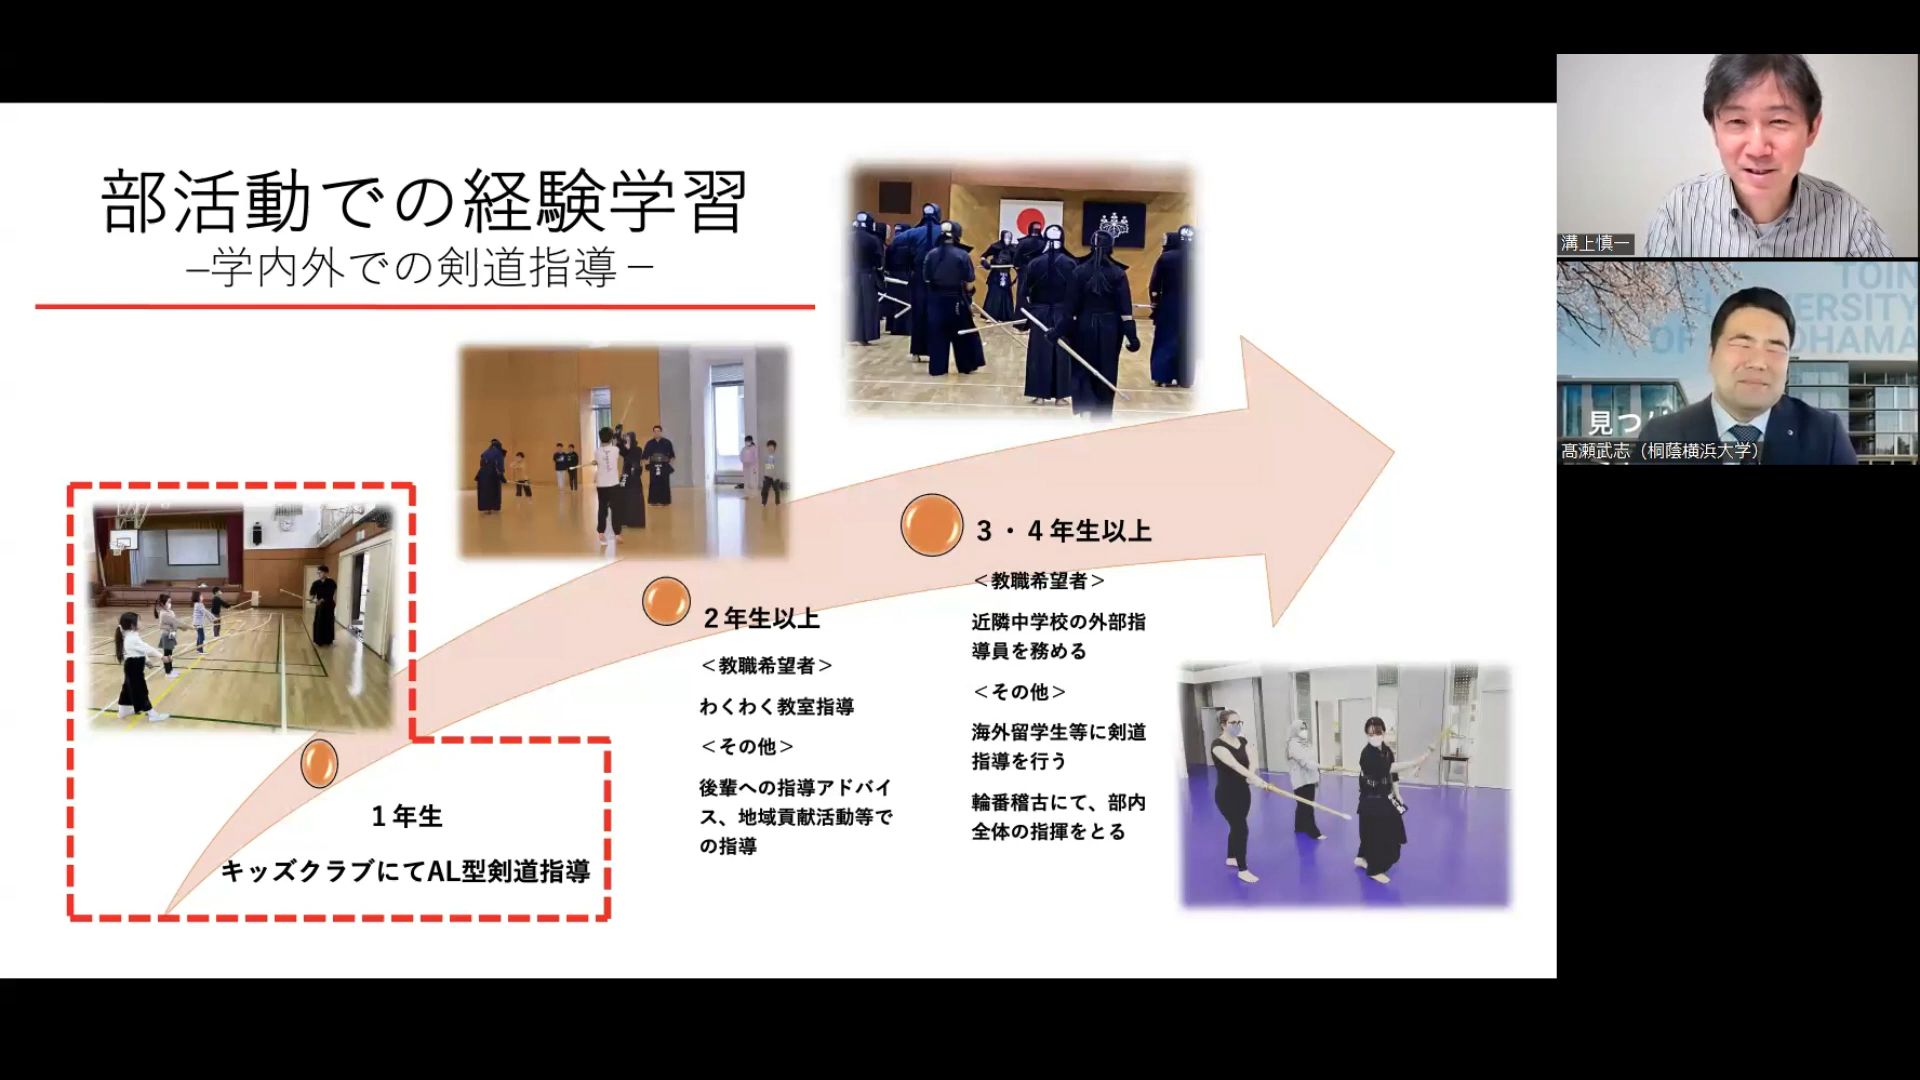 部活動での経験学習
–学内外での剣道指導－
3・4年生以上
＜教職希望者＞
近隣中学校の外部指
導員を務める
＜その他＞
海外留学生等に剣道
指導を行う
輪番稽古にて、部内
全体の指揮をとる
2年生以上
＜教職希望者＞
わくわく教室指導
＜その他＞
後輩への指導アドバイ
ス、地域貢献活動等で
の指導
1年生
キッズクラブにてAL型剣道指導
溝上慎一
TOIN
UNIVERSITY
OF YOKOHAMA
見つ
髙瀬武志（桐蔭横浜大学）